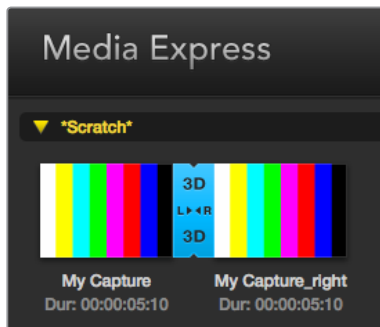 Media Express
*Scratch*
3D
L R
3D
My Capture
My Capture_right
Dur: 00:00:05:10
Dur: 00:00:05:10